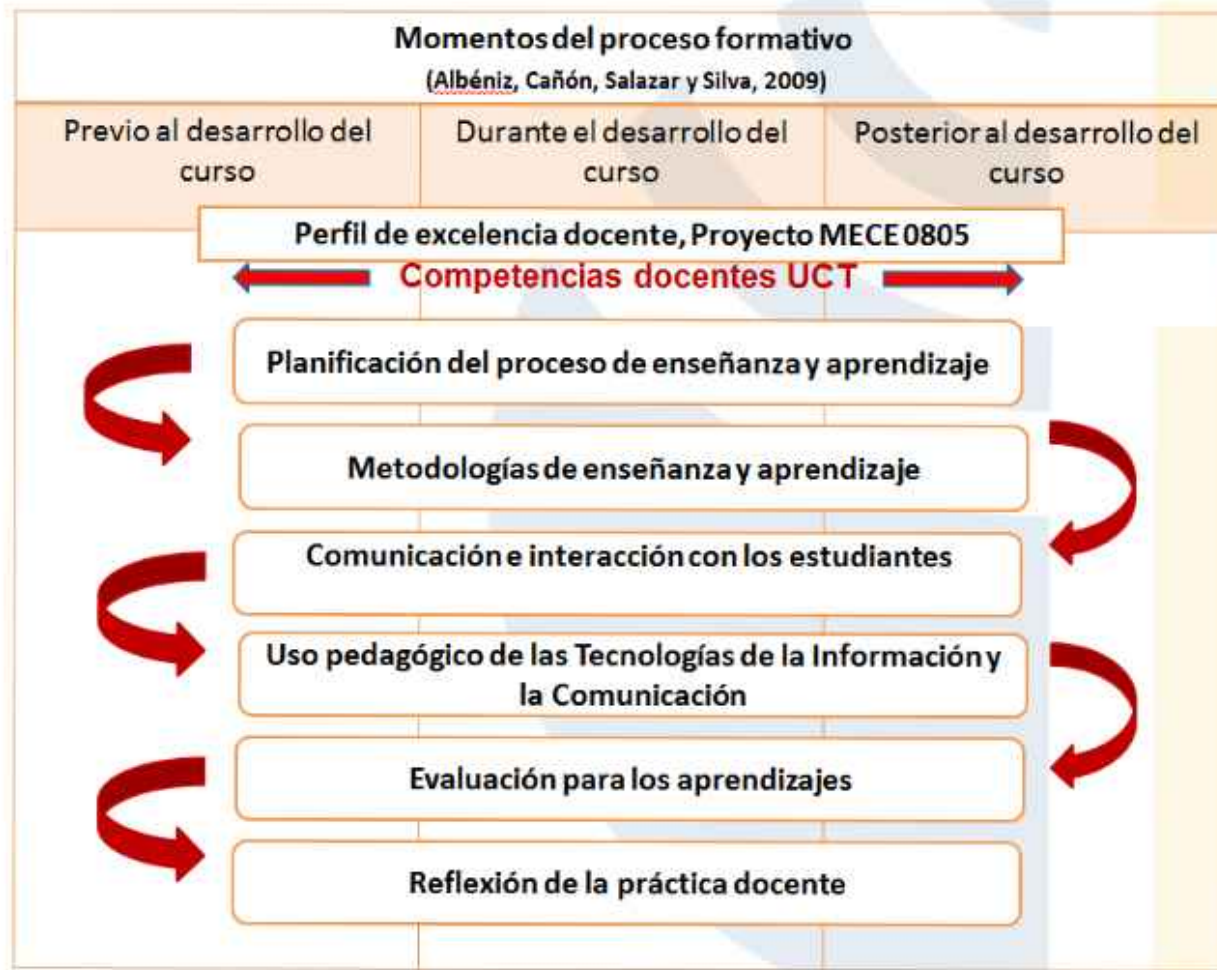 Momentos del proceso formativo
(Albéniz, Cañón, Salazar y Silva, 2009)
Previo al desarrollo del
curso
Durante el desarrollo del
curso
Posterior al desarrollo del
curso
Perfil de excelencia docente, Proyecto MECE 0805
Competencias docentes UCT
Planificación del proceso de enseñanza y aprendizaje
Metodologías de enseñanza y aprendizaje
Comunicación e interacción con los estudiantes
Uso pedagógico de las Tecnologías de la Información y
la Comunicación
Evaluación para los aprendizajes
Reflexión de la práctica docente